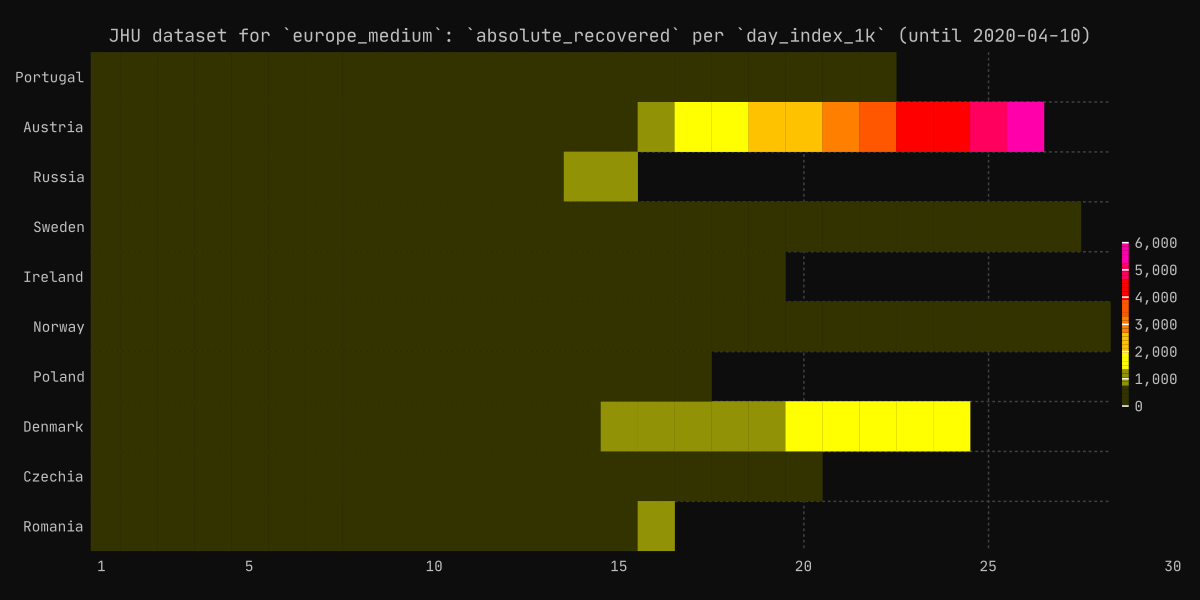 JHU dataset for `europe_medium`: `absolute_recovered` per `day_index_1k` (until 2020-04-10)
Portugal
Austria
Russia
Sweden
Ireland
Norway
Poland
Denmark
Czechia
Romania
6,000
5,000
4,000
3,000
2,000
1,000
0
1 5 10 15 20 25 30